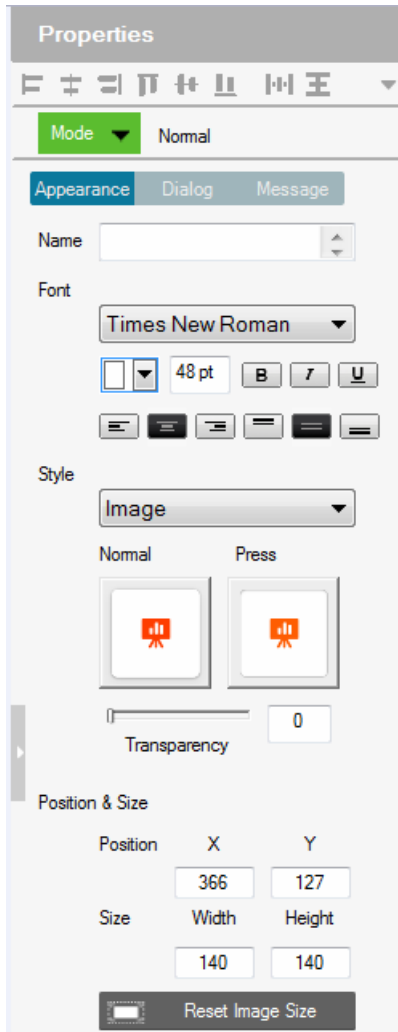 Properties
Mode Normal
Appearance Dialog Message
Name
Font
Times New Roman
48 pt B I U
Style
Image
Normal Press
0
Transparency
Position & Size
Position X Y
366 127
Size Width Height
140 140
Reset Image Size